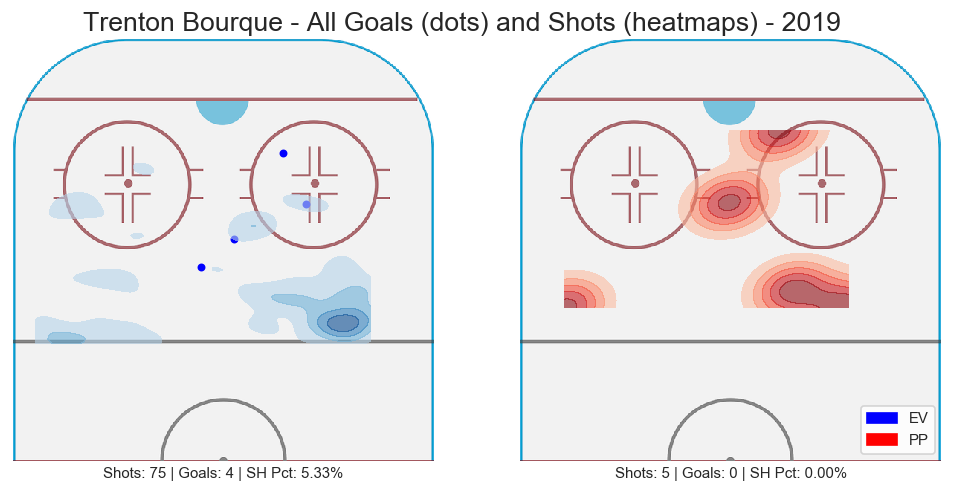 Trenton Bourque - All Goals (dots) and Shots (heatmaps) - 2019
EV
PP
Shots: 75 | Goals: 4 | SH Pct: 5.33%
Shots: 5 | Goals: 0 | SH Pct: 0.00%